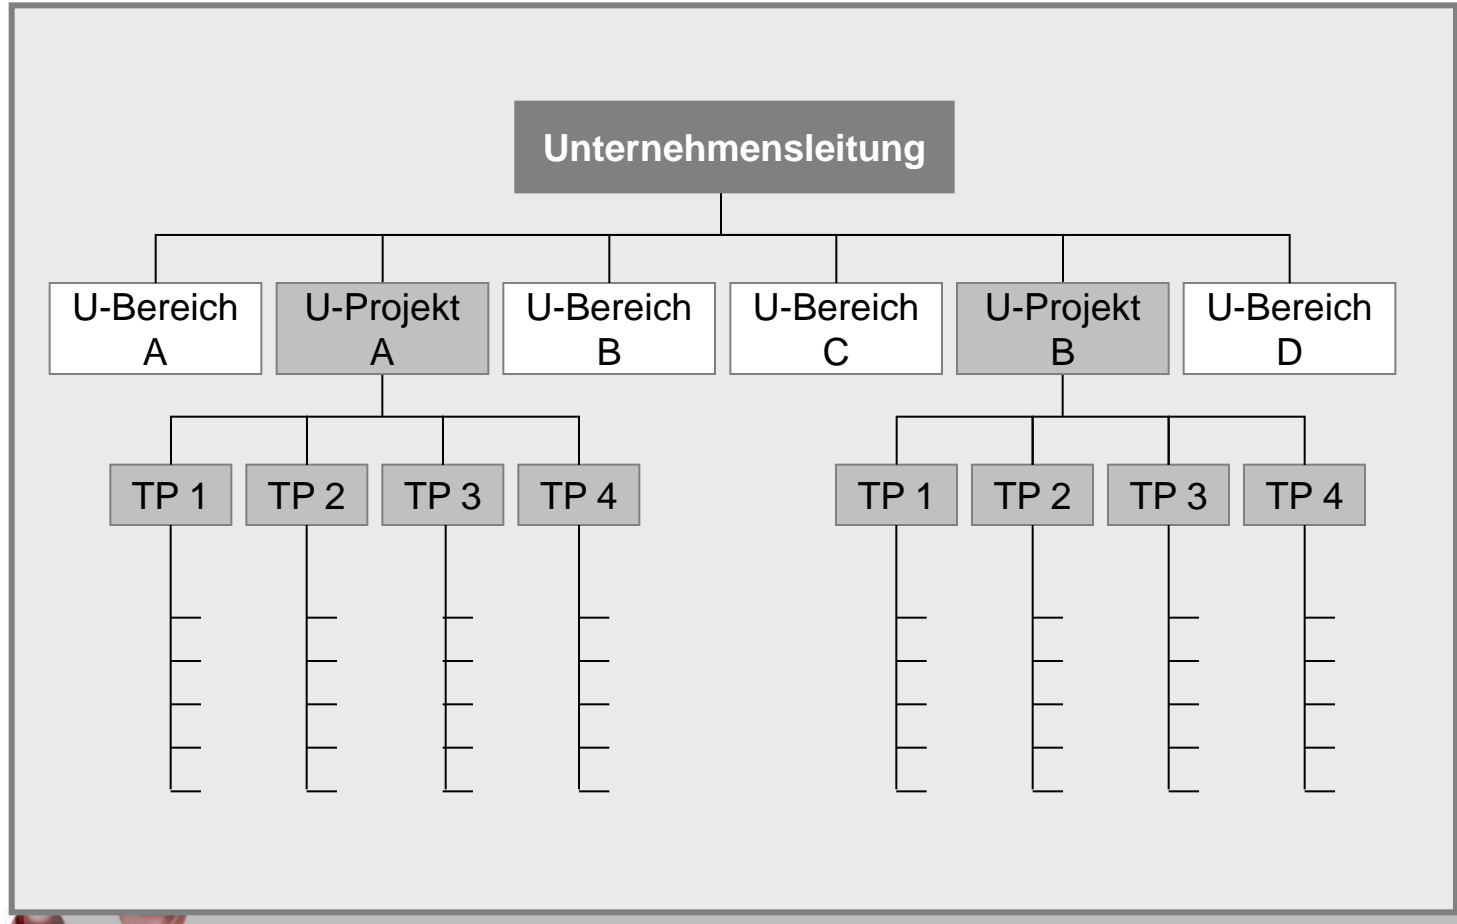 Unternehmensleitung
U-Bereich
A
U-Projekt
A
U-Bereich
B
U-Bereich
C
U-Projekt
B
U-Bereich
D
TP 1
TP 2
TP 3
TP 4
TP 1
TP 2
TP 3
TP 4